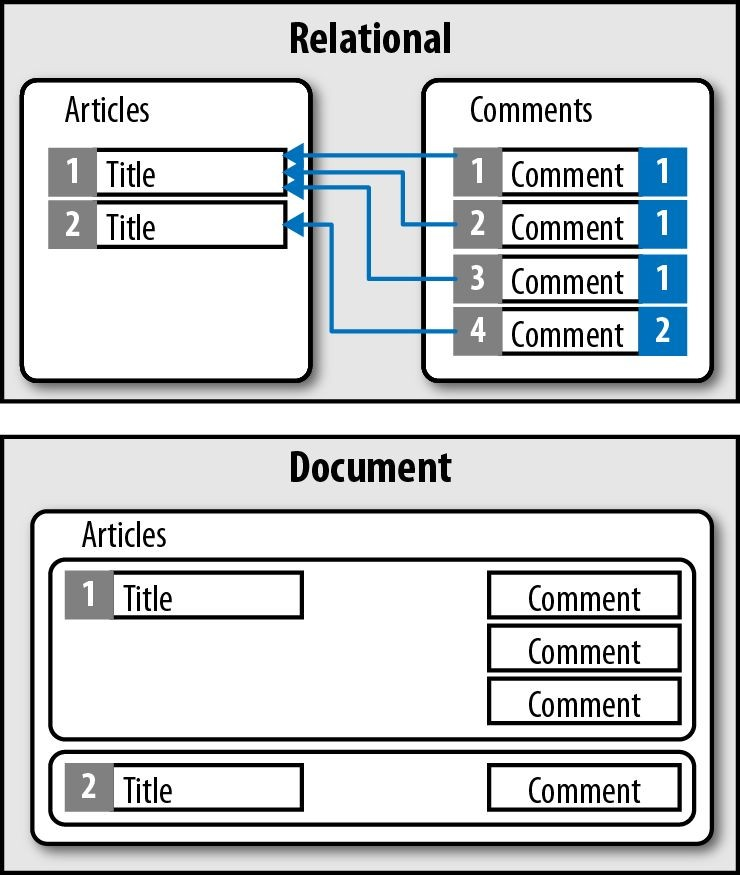 Relational
Articles
1 Title
2 Title
Comments
1 Comment 1
2 Comment 1
3 Comment 1
4 Comment 2
Document
Articles
1 Title Comment
Comment
Comment
2 Title Comment